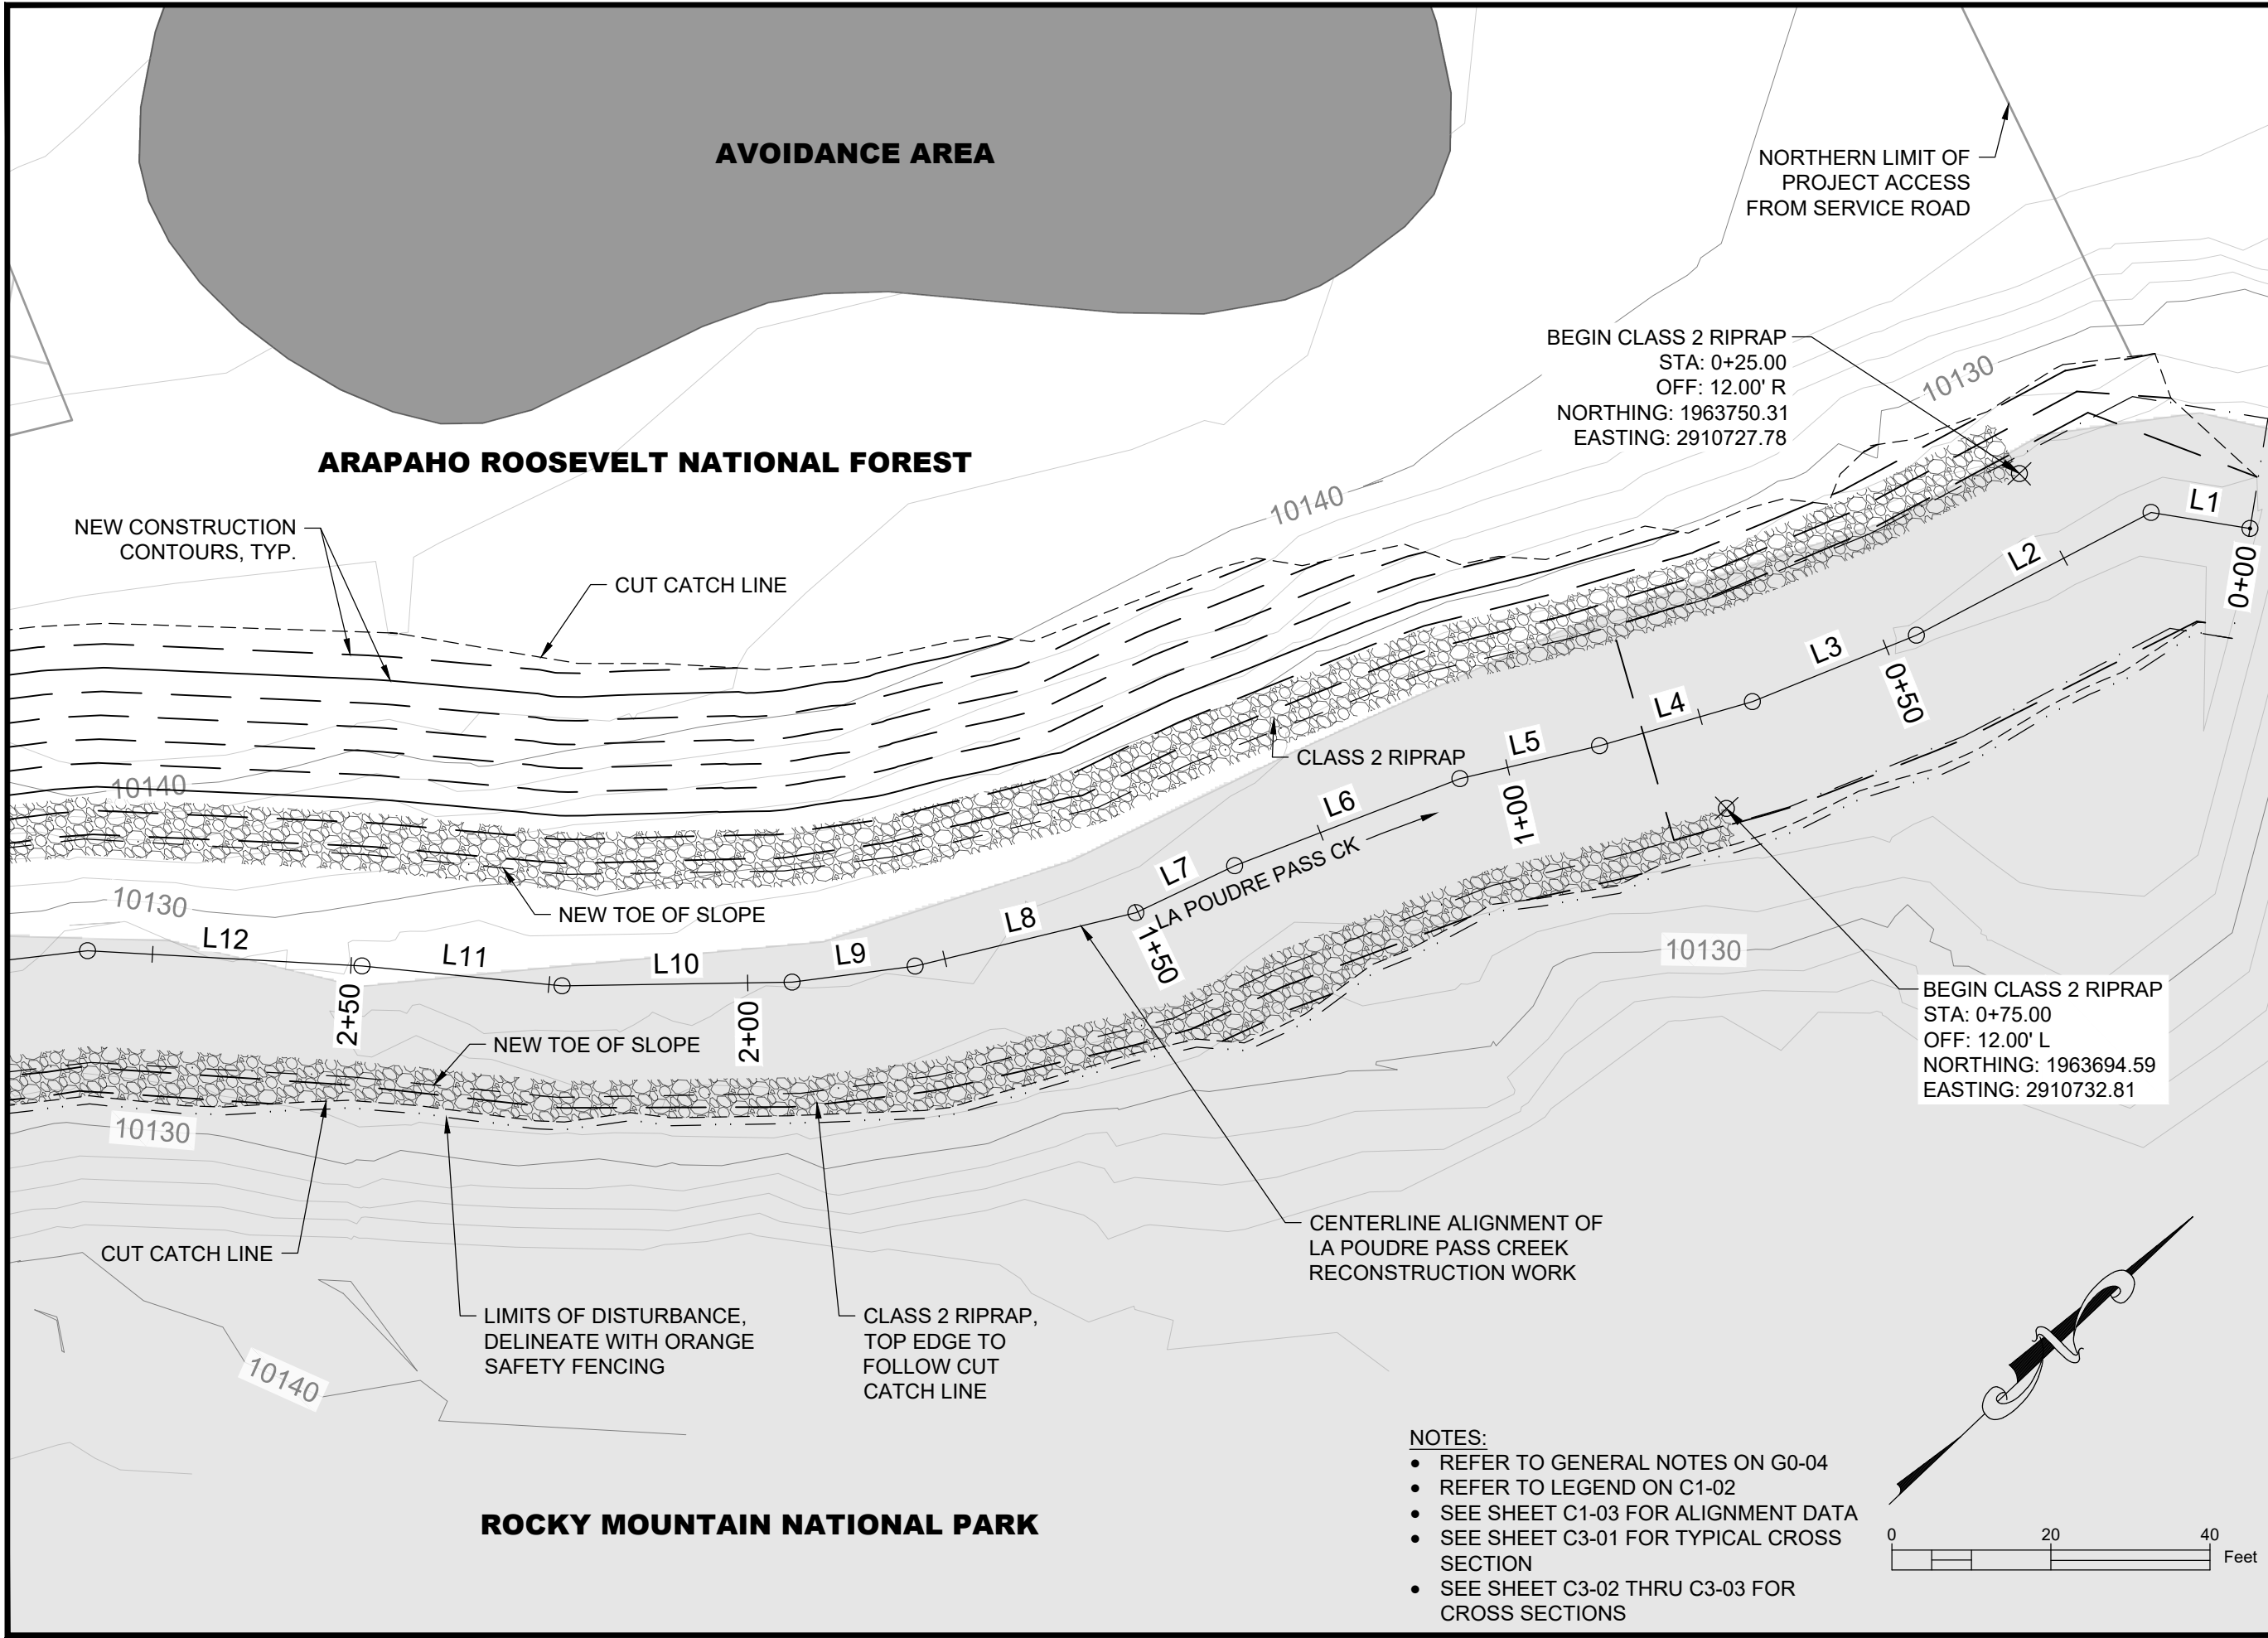 AVOIDANCE AREA
NORTHERN LIMIT OF
PROJECT ACCESS
FROM SERVICE ROAD
BEGIN CLASS 2 RIPRAP
STA: 0+25.00
OFF: 12.00' R
NORTHING: 1963750.31
EASTING: 2910727.78
10130
ARAPAHO ROOSEVELT NATIONAL FOREST
10140
NEW CONSTRUCTION
CONTOURS, TYP.
CUT CATCH LINE
L1
L2
0+00
L3
0+50
L4
L5
CLASS 2 RIPRAP
1+00
L6
10140
LA POUDRE PASS CK
L7
10130
NEW TOE OF SLOPE
L8
1+50
L12
L11
L10
L9
10130
2+50
2+00
NEW TOE OF SLOPE
BEGIN CLASS 2 RIPRAP
STA: 0+75.00
OFF: 12.00' L
NORTHING: 1963694.59
EASTING: 2910732.81
10130
CUT CATCH LINE
CENTERLINE ALIGNMENT OF
LA POUDRE PASS CREEK
RECONSTRUCTION WORK
LIMITS OF DISTURBANCE,
DELINEATE WITH ORANGE
SAFETY FENCING
CLASS 2 RIPRAP,
TOP EDGE TO
FOLLOW CUT
CATCH LINE
10140
ROCKY MOUNTAIN NATIONAL PARK
NOTES:
• REFER TO GENERAL NOTES ON G0-04
• REFER TO LEGEND ON C1-02
• SEE SHEET C1-03 FOR ALIGNMENT DATA
• SEE SHEET C3-01 FOR TYPICAL CROSS
SECTION
• SEE SHEET C3-02 THRU C3-03 FOR
CROSS SECTIONS
0 20 40
Feet